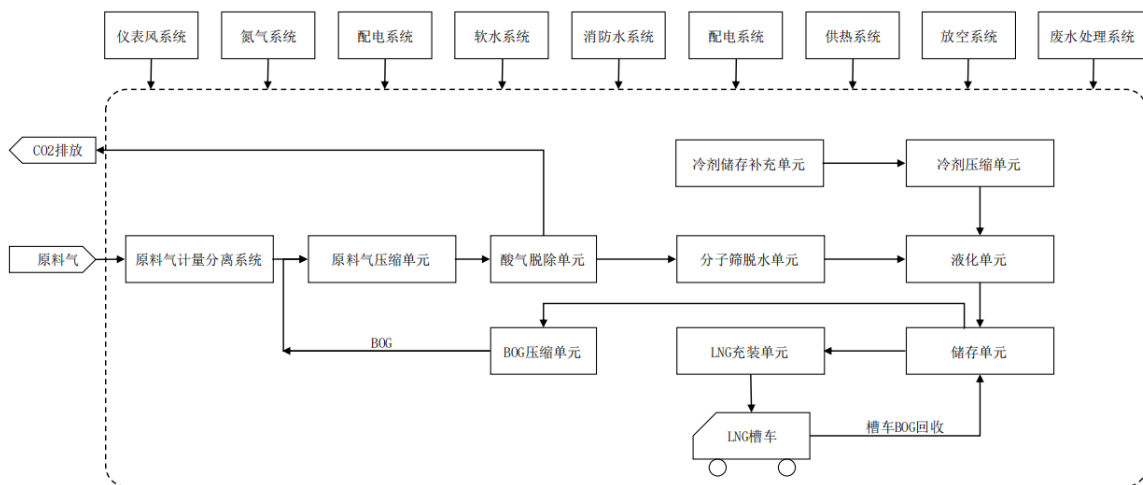 仪表风系统
氮气系统
配电系统
软水系统
消防水系统
配电系统
供热系统
放空系统
废水处理系统
CO2排放
冷剂储存补充单元
冷剂压缩单元
原料气
原料气计量分离系统
原料气压缩单元
酸气脱除单元
分子筛脱水单元
液化单元
BOG
BOG压缩单元
LNG充装单元
储存单元
LNG槽车
槽车BOG回收